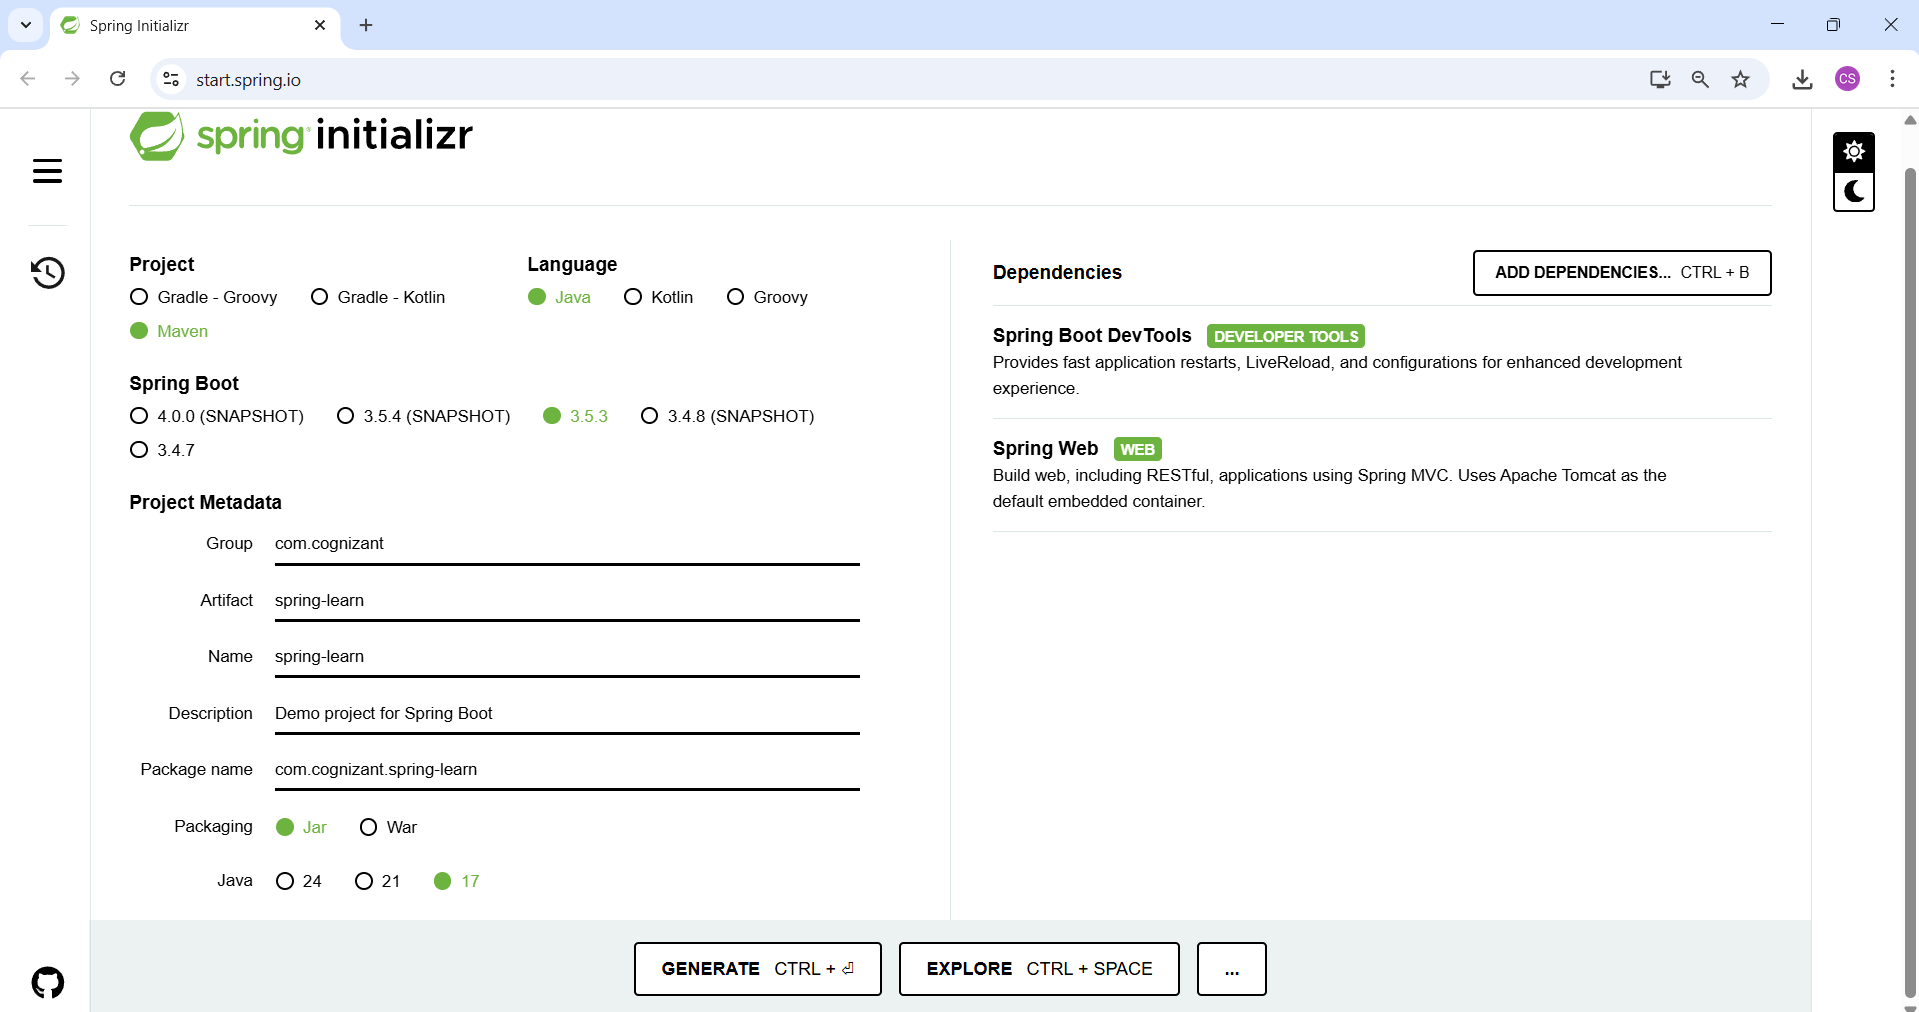 Spring Initializr
start.spring.io
CS
spring initializr
Project
Gradle - Groovy
Gradle - Kotlin
Maven
Language
Java
Kotlin
Groovy
Spring Boot
4.0.0 (SNAPSHOT)
3.5.4 (SNAPSHOT)
3.5.3
3.4.8 (SNAPSHOT)
3.4.7
Project Metadata
Group com.cognizant
Artifact spring-learn
Name spring-learn
Description Demo project for Spring Boot
Package name com.cognizant.spring-learn
Packaging Jar War
Java 24 21 17
Dependencies
ADD DEPENDENCIES... CTRL + B
Spring Boot DevTools DEVELOPER TOOLS
Provides fast application restarts, LiveReload, and configurations for enhanced development
experience.
Spring Web WEB
Build web, including RESTful, applications using Spring MVC. Uses Apache Tomcat as the
default embedded container.
GENERATE CTRL + ⏎
EXPLORE CTRL + SPACE
...